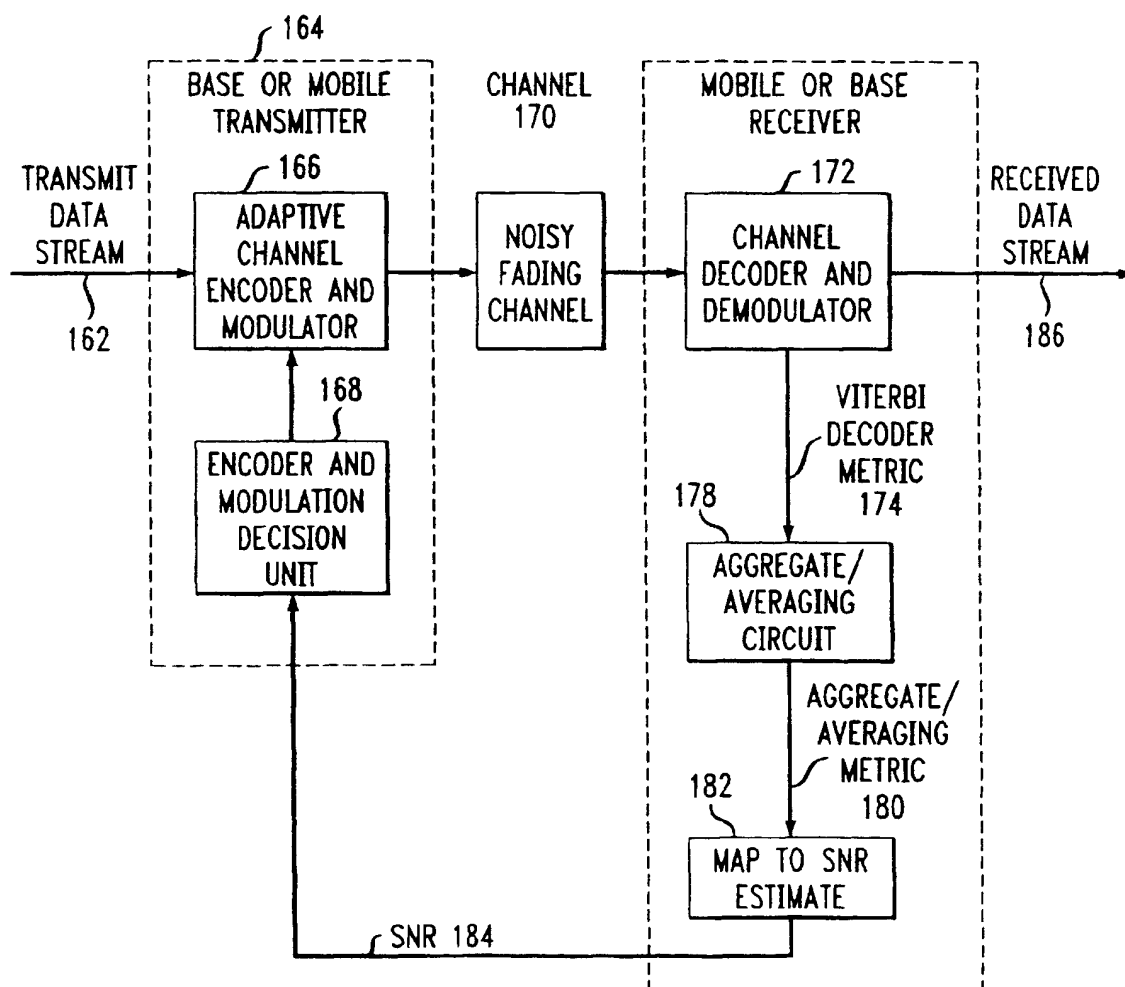 164
BASE OR MOBILE
TRANSMITTER
CHANNEL
170
MOBILE OR BASE
RECEIVER
TRANSMIT
DATA
STREAM
162
166
ADAPTIVE
CHANNEL
ENCODER AND
MODULATOR
NOISY
FADING
CHANNEL
172
CHANNEL
DECODER AND
DEMODULATOR
RECEIVED
DATA
STREAM
186
168
ENCODER AND
MODULATION
DECISION
UNIT
VITERBI
DECODER
METRIC
174
178
AGGREGATE/
AVERAGING
CIRCUIT
AGGREGATE/
AVERAGING
METRIC
180
182
MAP TO SNR
ESTIMATE
SNR 184